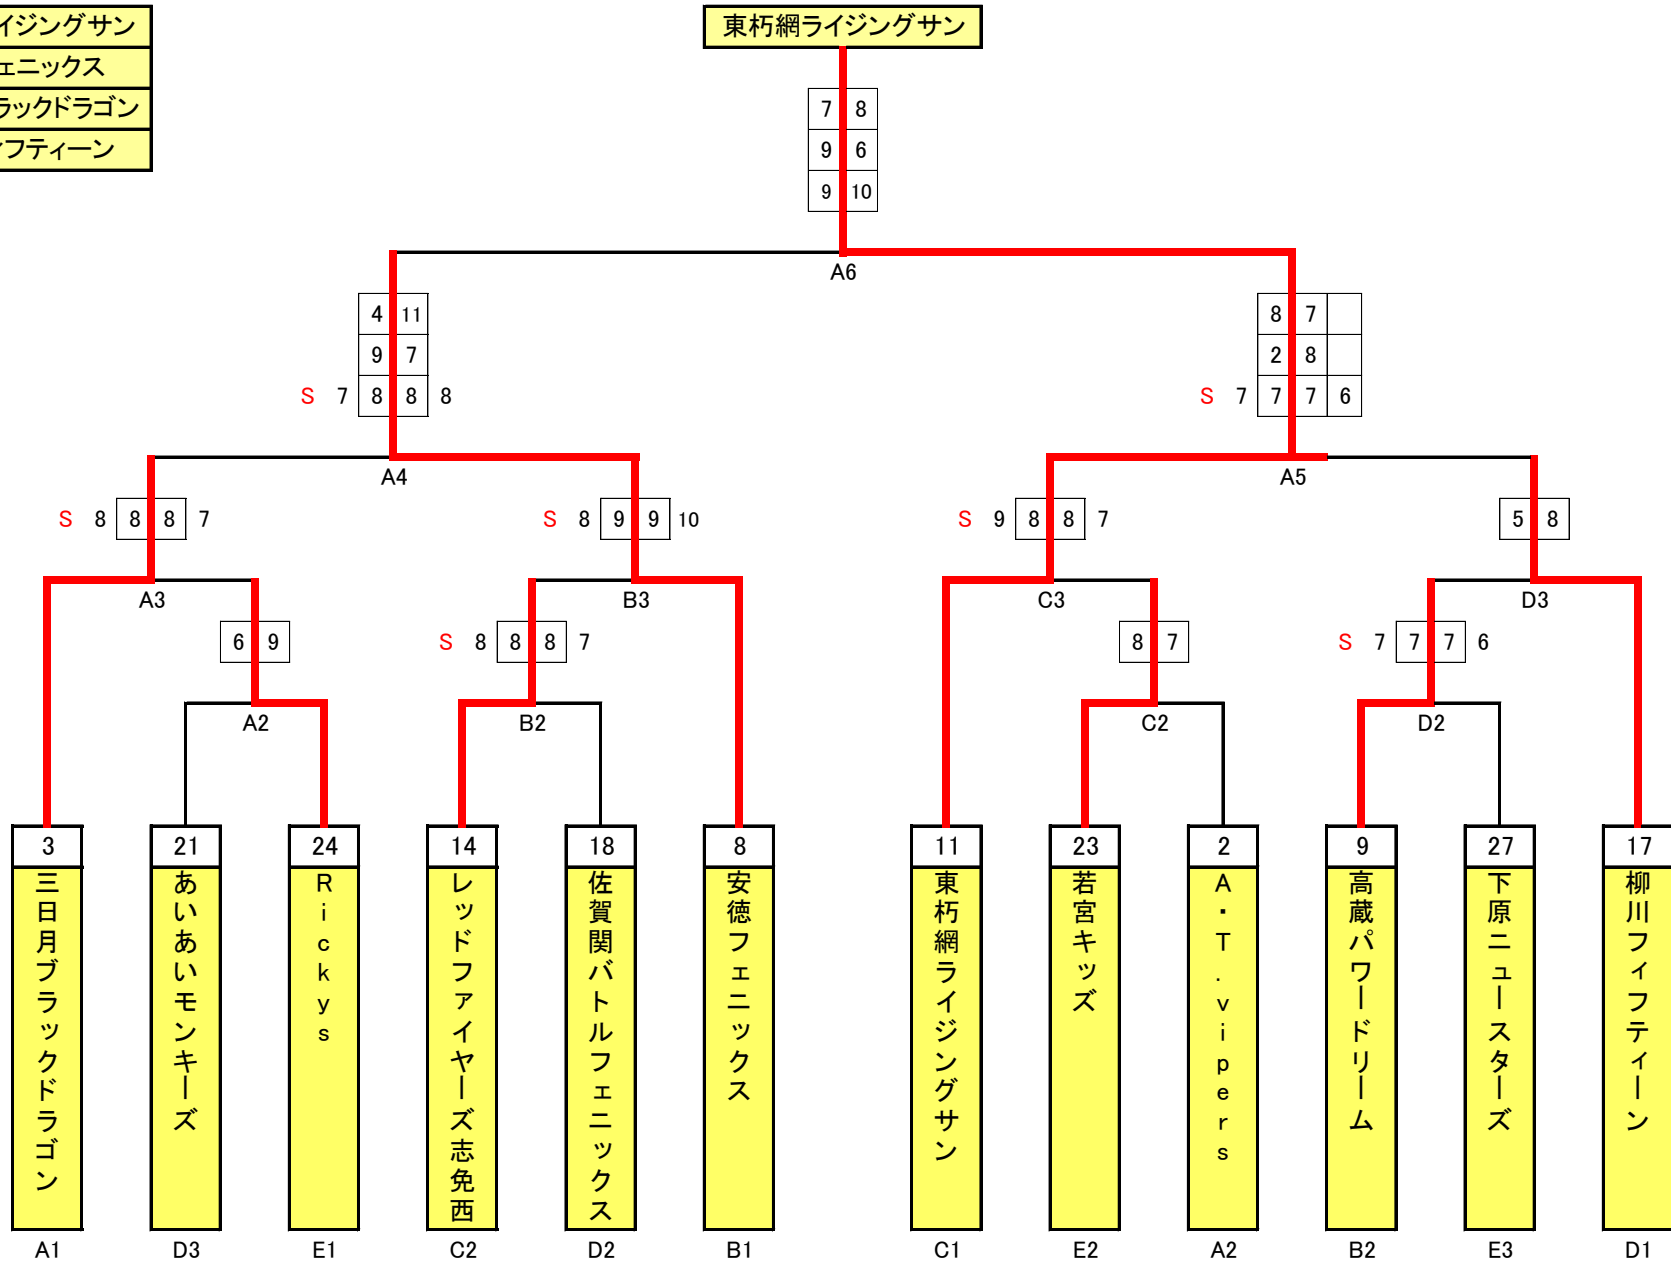 イジングサン
ェニックス
ラックドラゴン
フティーン
東朽網ライジングサン
7 8
9 6
9 10
A6
4 11
9 7
S 7 8 8 8
8 7
2 8
S 7 7 7 6
A4
A5
S 8 8 8 7
S 8 9 9 10
S 9 8 8 7
5 8
A3
B3
C3
D3
6 9
S 8 8 8 7
8 7
S 7 7 7 6
A2
B2
C2
D2
3
21
24
14
18
8
11
23
2
9
27
17
三日月ブラックドラゴン
あいあいモンキーズ
Rickys
レッドファイヤーズ志免西
佐賀関バトルフェニックス
安徳フェニックス
東朽網ライジングサン
若宮キッズ
A・T.vipers
高蔵パワードリーム
下原ニュースターズ
柳川フィフティーン
A1
D3
E1
C2
D2
B1
C1
E2
A2
B2
E3
D1